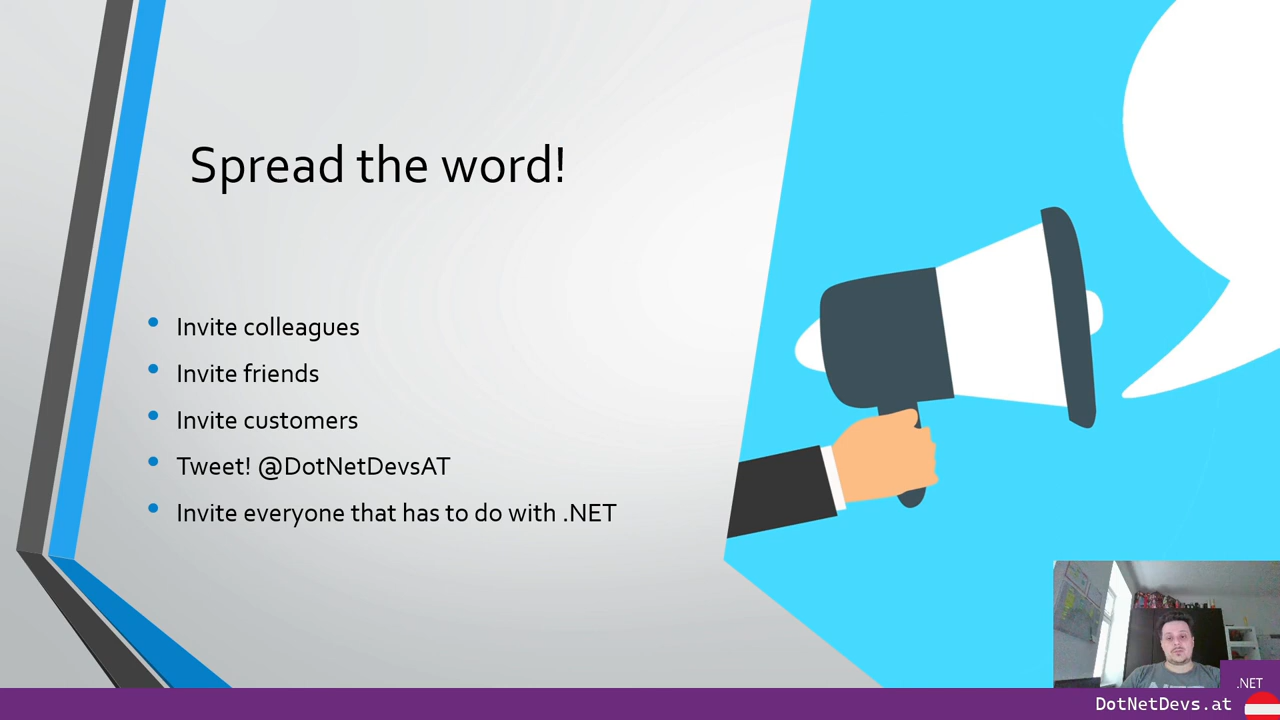 Spread the word!
Invite colleagues
Invite friends
Invite customers
Tweet! @DotNetDevsAT
Invite everyone that has to do with .NET
.NET
DotNetDevs.at